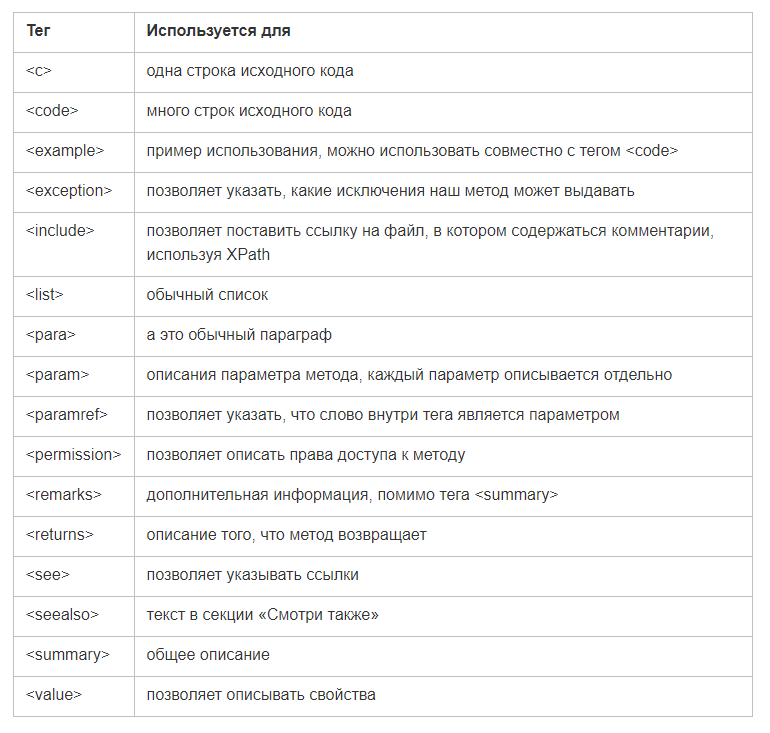 Тег Используется для
<c> одна строка исходного кода
<code> много строк исходного кода
<example> пример использования, можно использовать совместно с тегом <code>
<exception> позволяет указать, какие исключения наш метод может выдавать
<include> позволяет поставить ссылку на файл, в котором содержаться комментарии,
используя XPath
<list> обычный список
<para> а это обычный параграф
<param> описания параметра метода, каждый параметр описывается отдельно
<paramref> позволяет указать, что слово внутри тега является параметром
<permission> позволяет описать права доступа к методу
<remarks> дополнительная информация, помимо тега <summary>
<returns> описание того, что метод возвращает
<see> позволяет указывать ссылки
<seealso> текст в секции «Смотри также»
<summary> общее описание
<value> позволяет описывать свойства